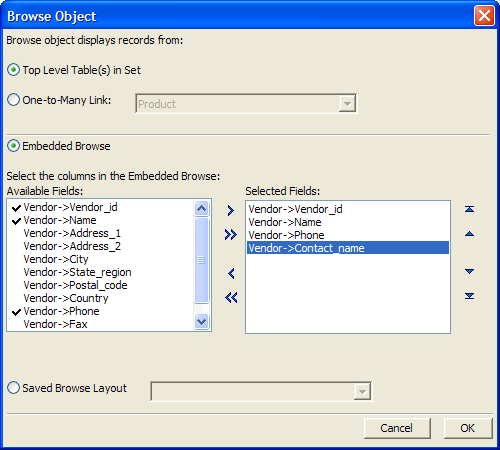 Browse Object
Browse object displays records from:
Top Level Table(s) in Set
One-to-Many Link: Product
Embedded Browse
Select the columns in the Embedded Browse:
Available Fields:
Vendor->Vendor_id
Vendor->Name
Vendor->Address_1
Vendor->Address_2
Vendor->City
Vendor->State_region
Vendor->Postal_code
Vendor->Country
Vendor->Phone
Vendor->Fax
Selected Fields:
Vendor->Vendor_id
Vendor->Name
Vendor->Phone
Vendor->Contact_name
Saved Browse Layout
Cancel OK